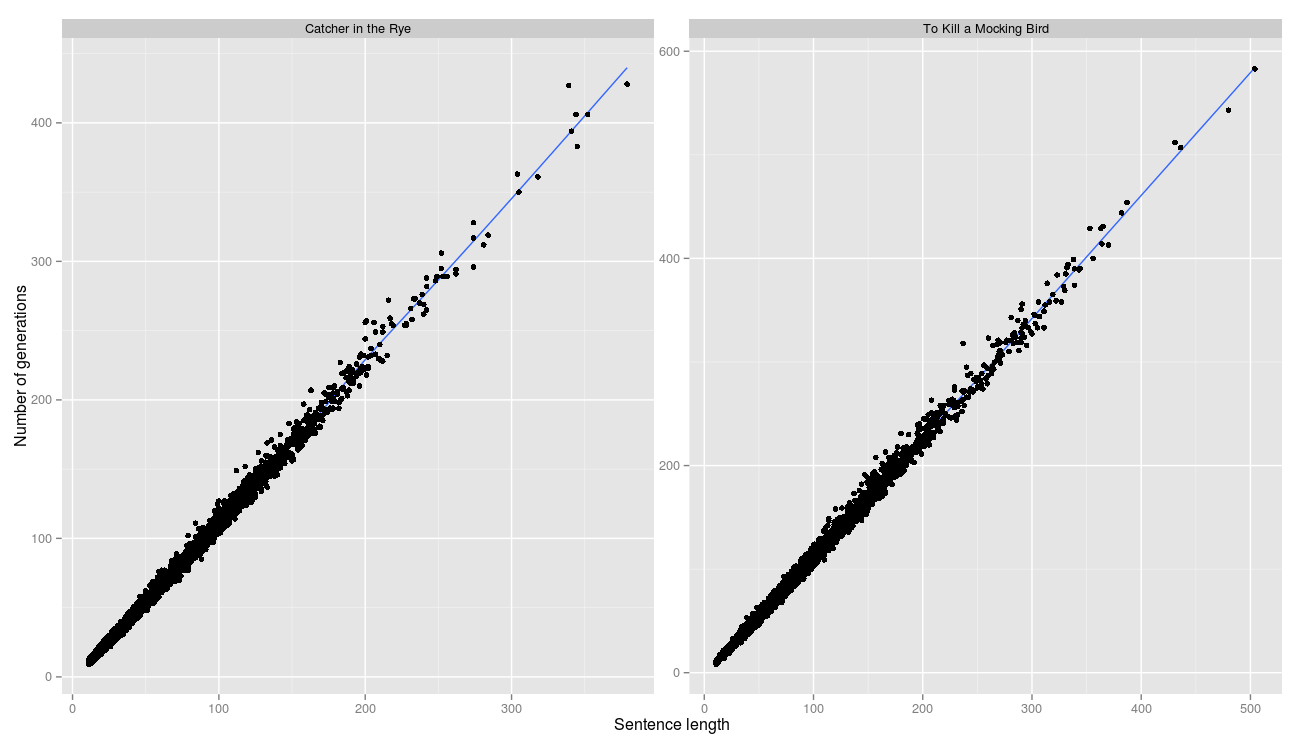 Catcher in the Rye
To Kill a Mocking Bird
Number of generations
400
300
200
100
0
600
400
200
0
0 100 200 300
0 100 200 300 400 500
Sentence length